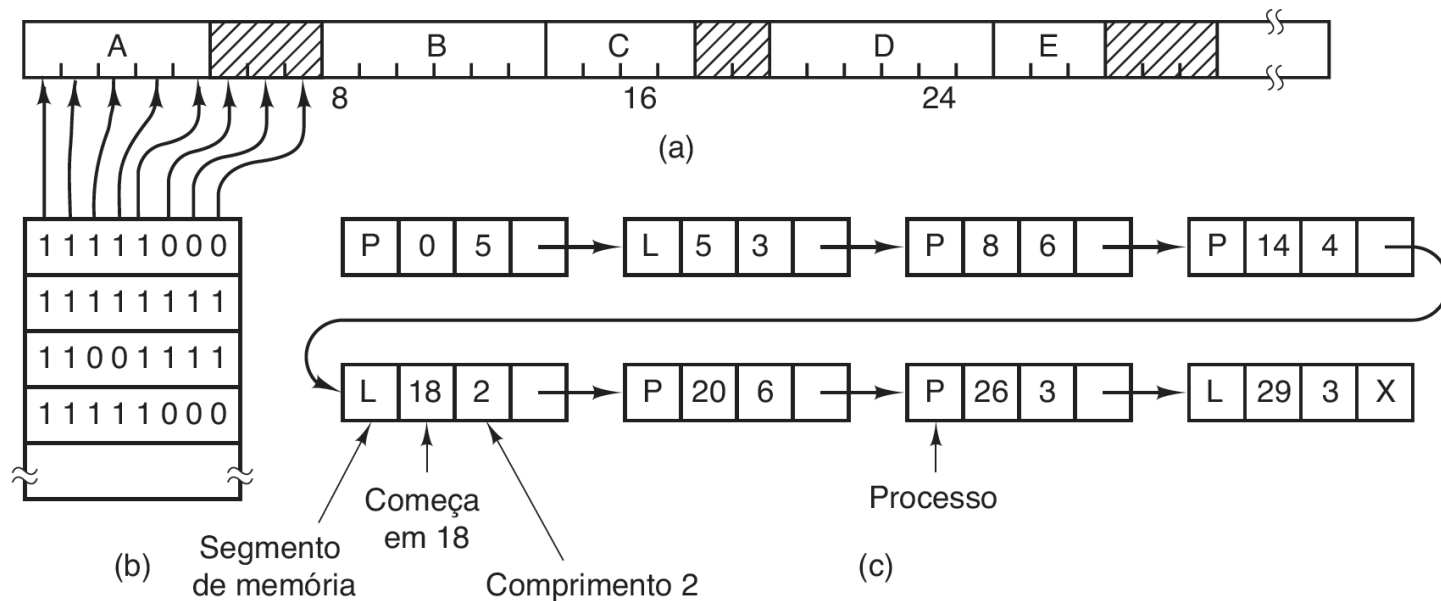 A B C D E
8 16 24
(a)
1 1 1 1 1 0 0 0
1 1 1 1 1 1 1 1
1 1 0 0 1 1 1 1
1 1 1 1 1 0 0 0
(b)
P 0 5 L 5 3 P 8 6 P 14 4
L 18 2 P 20 6 P 26 3 L 29 3 X
Segmento
de memória
Começa
em 18
Comprimento 2
Processo
(c)